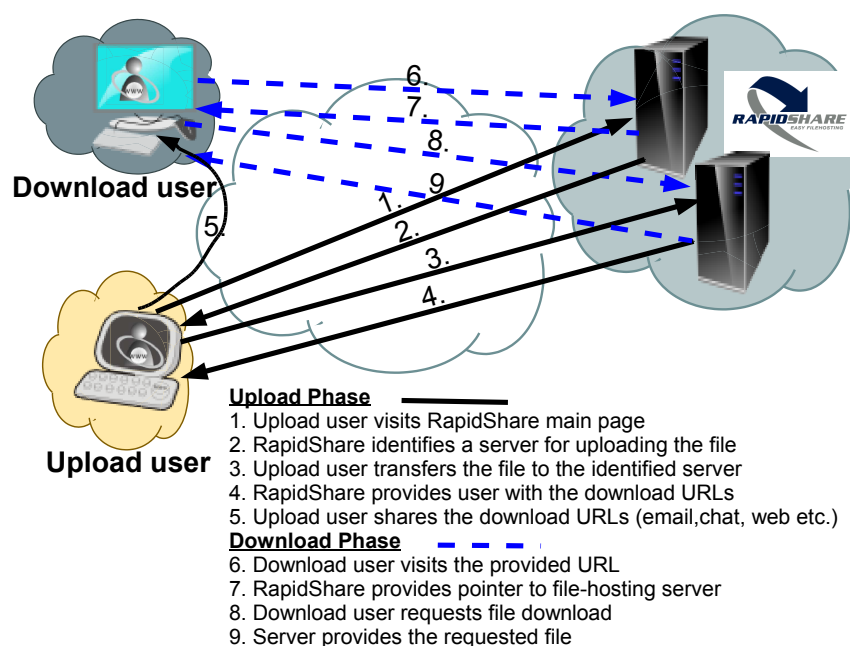 www
6.
7.
8.
RAPIDSHARE
EASY FILEHOSTING
Download user
9
1.
2.
5.
3.
4.
www
Upload user
Upload Phase
1. Upload user visits RapidShare main page
2. RapidShare identifies a server for uploading the file
3. Upload user transfers the file to the identified server
4. RapidShare provides user with the download URLs
5. Upload user shares the download URLs (email,chat, web etc.)
Download Phase
6. Download user visits the provided URL
7. RapidShare provides pointer to file-hosting server
8. Download user requests file download
9. Server provides the requested file